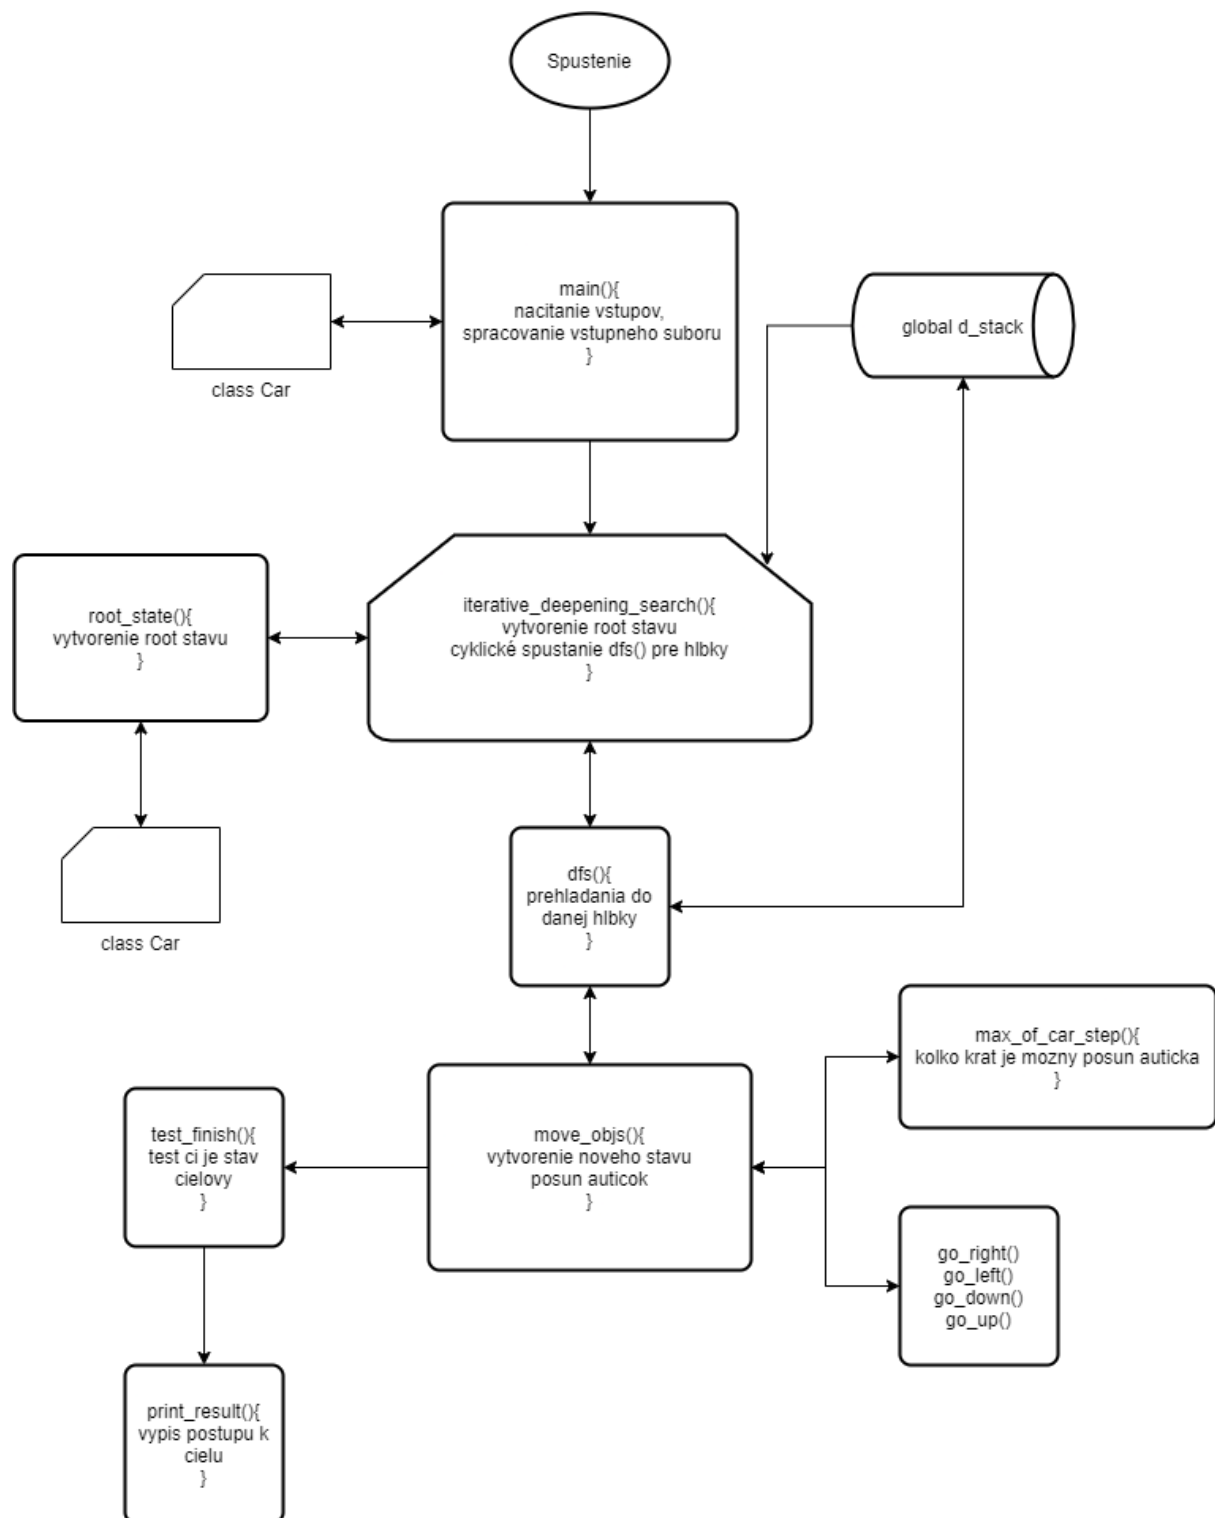 Spustenie
main(){
nacitanie vstupov,
spracovanie vstupneho suboru
}
class Car
global d_stack
root_state(){
vytvorenie root stavu
}
iterative_deepening_search(){
vytvorenie root stavu
cyklické spustanie dfs() pre hlbky
}
class Car
dfs(){
prehladania do
danej hlbky
}
max_of_car_step(){
kolko krat je mozny posun auticka
}
test_finish(){
test ci je stav
cielovy
}
move_objs(){
vytvorenie noveho stavu
posun auticok
}
go_right()
go_left()
go_down()
go_up()
print_result(){
vypis postupu k
cielu
}